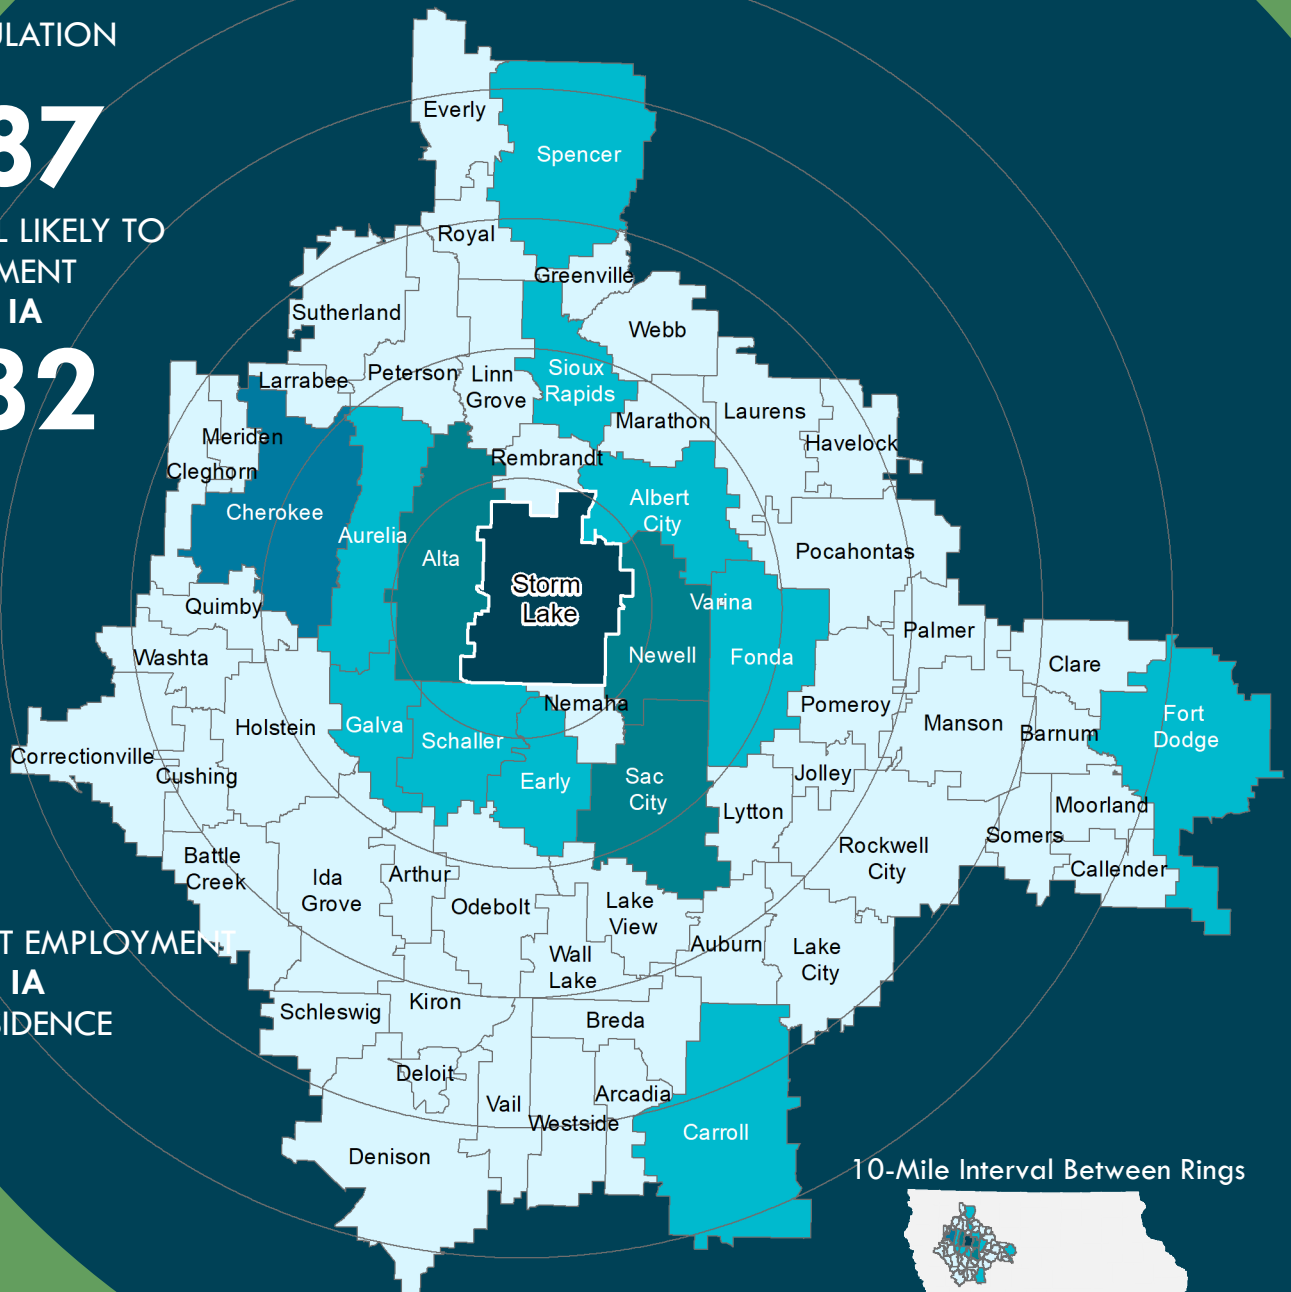 ULATION
37
L LIKELY TO
MENT
IA
32
T EMPLOYMENT
IA
SIDENCE
Everly
Spencer
Royal
Greenville
Sutherland
Webb
Larrabee
Peterson
Linn
Grove
Sioux
Rapids
Marathon
Laurens
Havelock
Meriden
Cleghorn
Rembrandt
Cherokee
Aurelia
Alta
Albert
City
Pocahontas
Storm
Lake
Varina
Quimby
Palmer
Washta
Newell
Fonda
Clare
Nemaha
Pomeroy
Manson
Barnum
Fort
Dodge
Holstein
Galva
Schaller
Correctionville
Cushing
Early
Sac
City
Jolley
Lytton
Moorland
Somers
Rockwell
City
Callender
Battle
Creek
Ida
Grove
Arthur
Odebolt
Lake
View
Auburn
Lake
City
Wall
Lake
Schleswig
Kiron
Breda
Deloit
Vail
Arcadia
Westside
Carroll
Denison
10-Mile Interval Between Rings